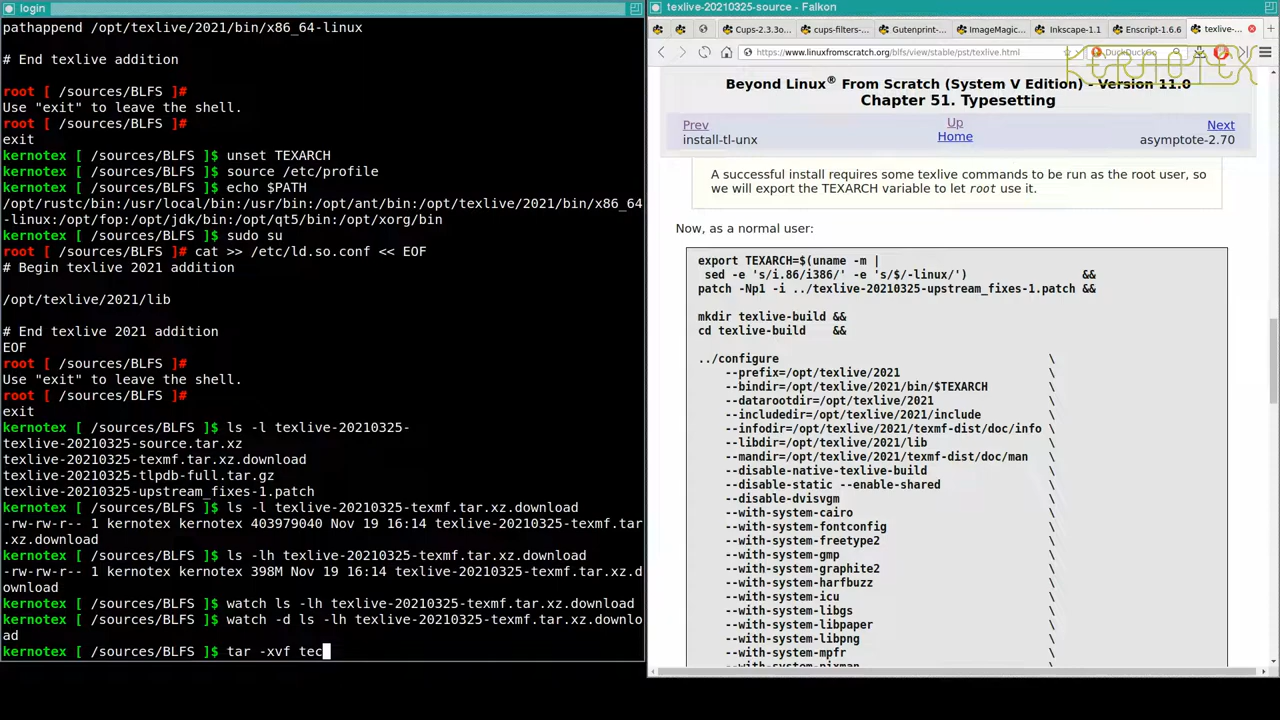 login
pathappend /opt/texlive/2021/bin/x86_64-linux
# End texlive addition
root [ /sources/BLFS ]#
Use "exit" to leave the shell.
root [ /sources/BLFS ]#
exit
kernotex [ /sources/BLFS ]$ unset TEXARCH
kernotex [ /sources/BLFS ]$ source /etc/profile
kernotex [ /sources/BLFS ]$ echo $PATH
/opt/rustc/bin:/usr/local/bin:/usr/bin:/opt/ant/bin:/opt/texlive/2021/bin/x86_64
-linux:/opt/fop:/opt/jdk/bin:/opt/qt5/bin:/opt/xorg/bin
kernotex [ /sources/BLFS ]$ sudo su
root [ /sources/BLFS ]# cat >> /etc/ld.so.conf << EOF
# Begin texlive 2021 addition
/opt/texlive/2021/lib
# End texlive 2021 addition
EOF
root [ /sources/BLFS ]#
Use "exit" to leave the shell.
root [ /sources/BLFS ]#
exit
kernotex [ /sources/BLFS ]$ ls -l texlive-20210325-
texlive-20210325-source.tar.xz
texlive-20210325-texmf.tar.xz.download
texlive-20210325-tlpdb-full.tar.gz
texlive-20210325-upstream_fixes-1.patch
kernotex [ /sources/BLFS ]$ ls -l texlive-20210325-texmf.tar.xz.download
-rw-rw-r-- 1 kernotex kernotex 403979040 Nov 19 16:14 texlive-20210325-texmf.tar
.xz.download
kernotex [ /sources/BLFS ]$ ls -lh texlive-20210325-texmf.tar.xz.download
-rw-rw-r-- 1 kernotex kernotex 398M Nov 19 16:14 texlive-20210325-texmf.tar.xz.d
ownload
kernotex [ /sources/BLFS ]$ watch ls -lh texlive-20210325-texmf.tar.xz.download
kernotex [ /sources/BLFS ]$ watch -d ls -lh texlive-20210325-texmf.tar.xz.downlo
ad
kernotex [ /sources/BLFS ]$ tar -xvf tec
texlive-20210325-source - Falkon
Cups-2.3.3o... cups-filters-... Gutenprint-... ImageMagic... Inkscape-1.1 Enscript-1.6.6 texlive-...
https://www.linuxfromscratch.org/blfs/view/stable/pst/texlive.html DuckDuckGo
KERNOTEX
Beyond Linux® From Scratch (System V Edition) - Version 11.0
Chapter 51. Typesetting
Prev Up Next
install-tl-unx Home asymptote-2.70
A successful install requires some texlive commands to be run as the root user, so
we will export the TEXARCH variable to let root use it.
Now, as a normal user:
export TEXARCH=$(uname -m |
sed -e 's/i.86/i386/' -e 's/$/-linux/') &&
patch -Np1 -i ../texlive-20210325-upstream_fixes-1.patch &&
mkdir texlive-build &&
cd texlive-build &&
../configure \
--prefix=/opt/texlive/2021 \
--bindir=/opt/texlive/2021/bin/$TEXARCH \
--datarootdir=/opt/texlive/2021 \
--includedir=/opt/texlive/2021/include \
--infodir=/opt/texlive/2021/texmf-dist/doc/info \
--libdir=/opt/texlive/2021/lib \
--mandir=/opt/texlive/2021/texmf-dist/doc/man \
--disable-native-texlive-build \
--disable-static --enable-shared \
--disable-dvisvgm \
--with-system-cairo \
--with-system-fontconfig \
--with-system-freetype2 \
--with-system-gmp \
--with-system-graphite2 \
--with-system-harfbuzz \
--with-system-icu \
--with-system-libgs \
--with-system-libpaper \
--with-system-libpng \
--with-system-mpfr \
--with-system-pixman \